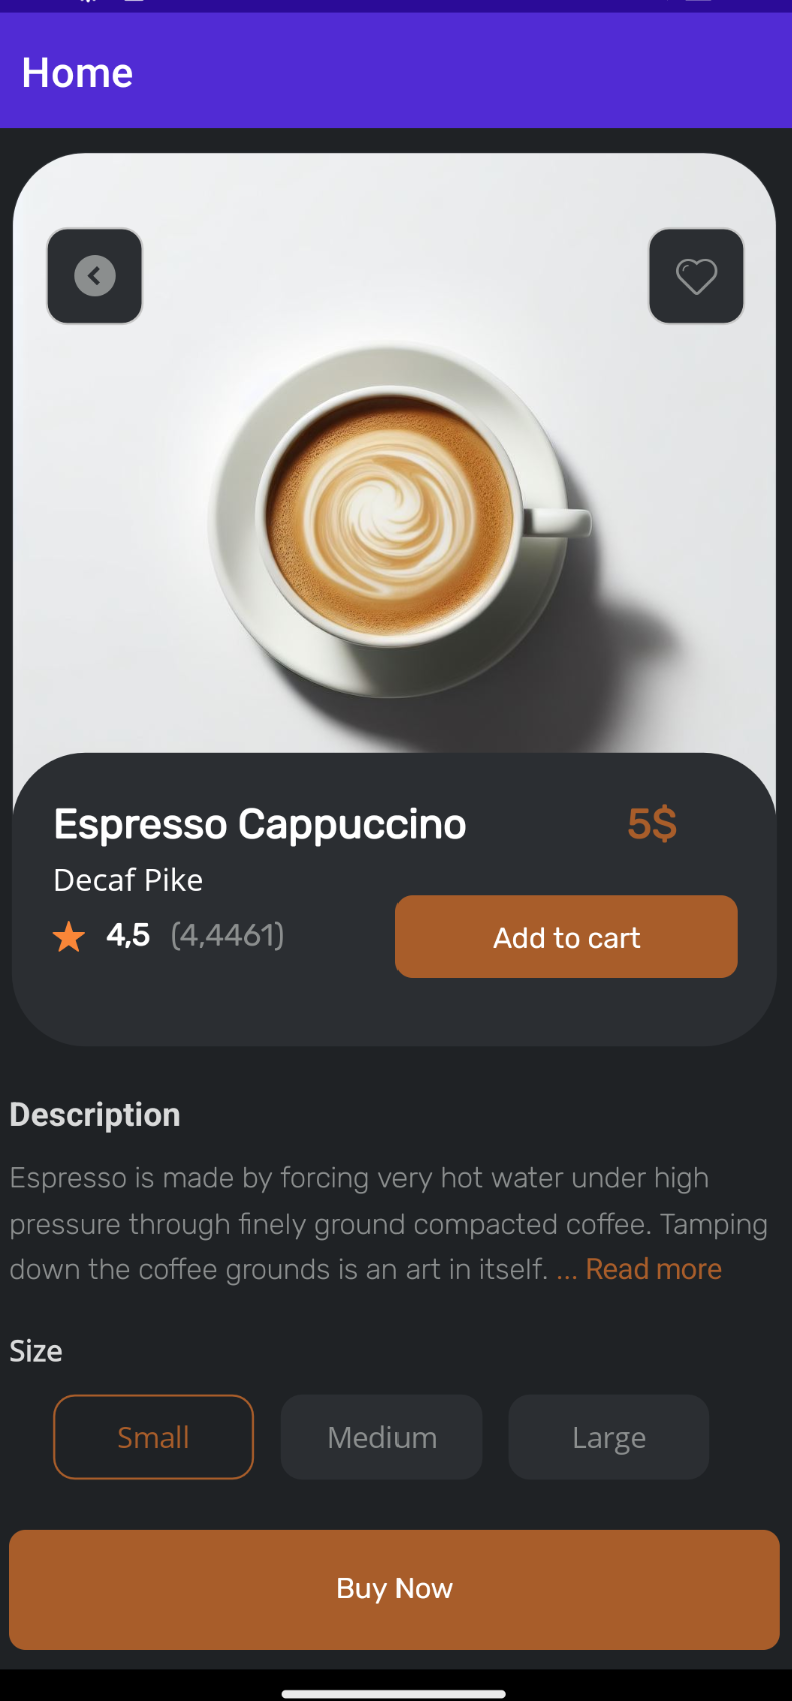 Home
Espresso Cappuccino
5$
Decaf Pike
4,5 (4,4461)
Add to cart
Description
Espresso is made by forcing very hot water under high
pressure through finely ground compacted coffee. Tamping
down the coffee grounds is an art in itself. ... Read more
Size
Small
Medium
Large
Buy Now